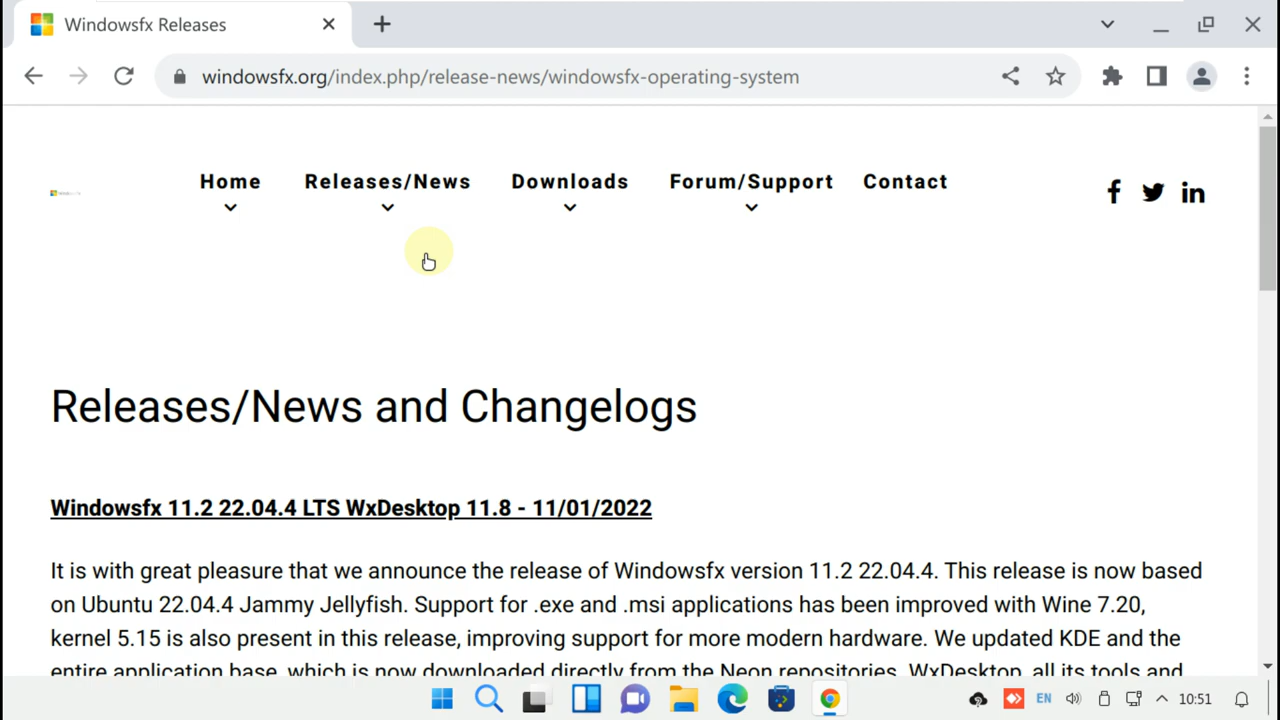 Windowsfx Releases
windowsfx.org/index.php/release-news/windowsfx-operating-system
Home Releases/News Downloads Forum/Support Contact
Releases/News and Changelogs
Windowsfx 11.2 22.04.4 LTS WxDesktop 11.8 - 11/01/2022
It is with great pleasure that we announce the release of Windowsfx version 11.2 22.04.4. This release is now based
on Ubuntu 22.04.4 Jammy Jellyfish. Support for .exe and .msi applications has been improved with Wine 7.20,
kernel 5.15 is also present in this release, improving support for more modern hardware. We updated KDE and the
entire application base, which is now downloaded directly from the Neon repositories. WxDesktop, all its tools and
EN 10:51